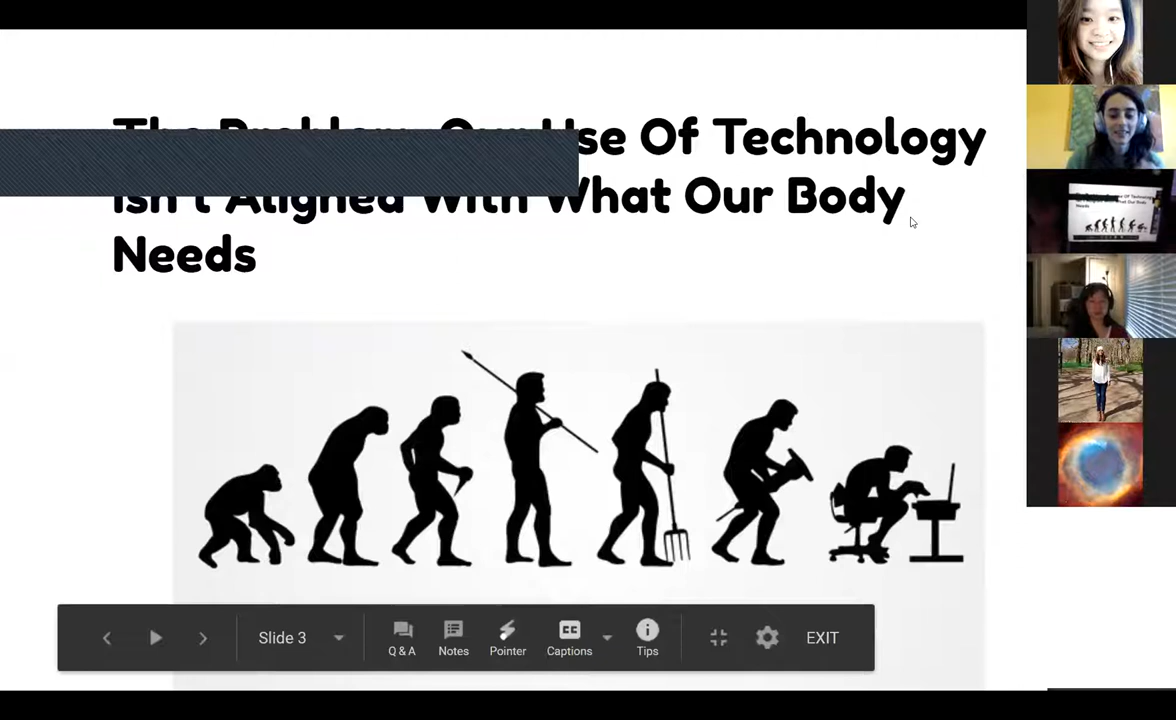 The Problem: Our Use Of Technology
Isn't Aligned With What Our Body
Needs
Slide 3
Q & A
Notes
Pointer
CC
Captions
Tips
EXIT